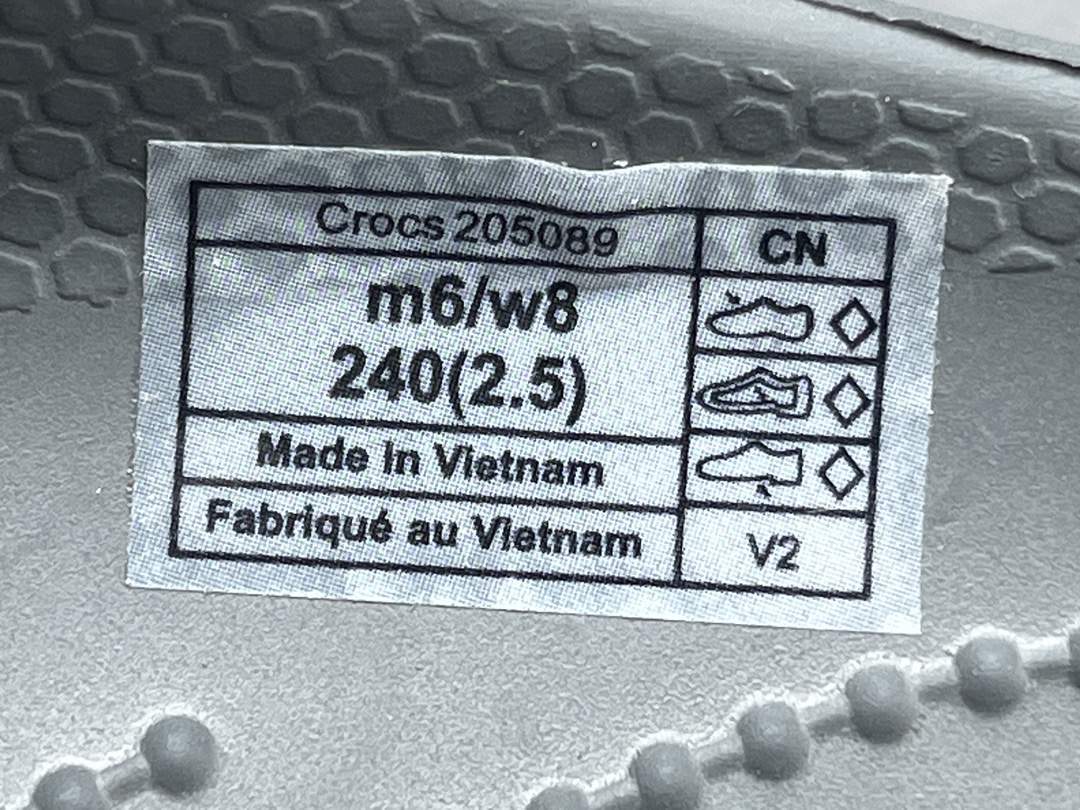 Crocs 205089
CN
m6/w8
240(2.5)
Made in Vietnam
Fabriqué au Vietnam
V2